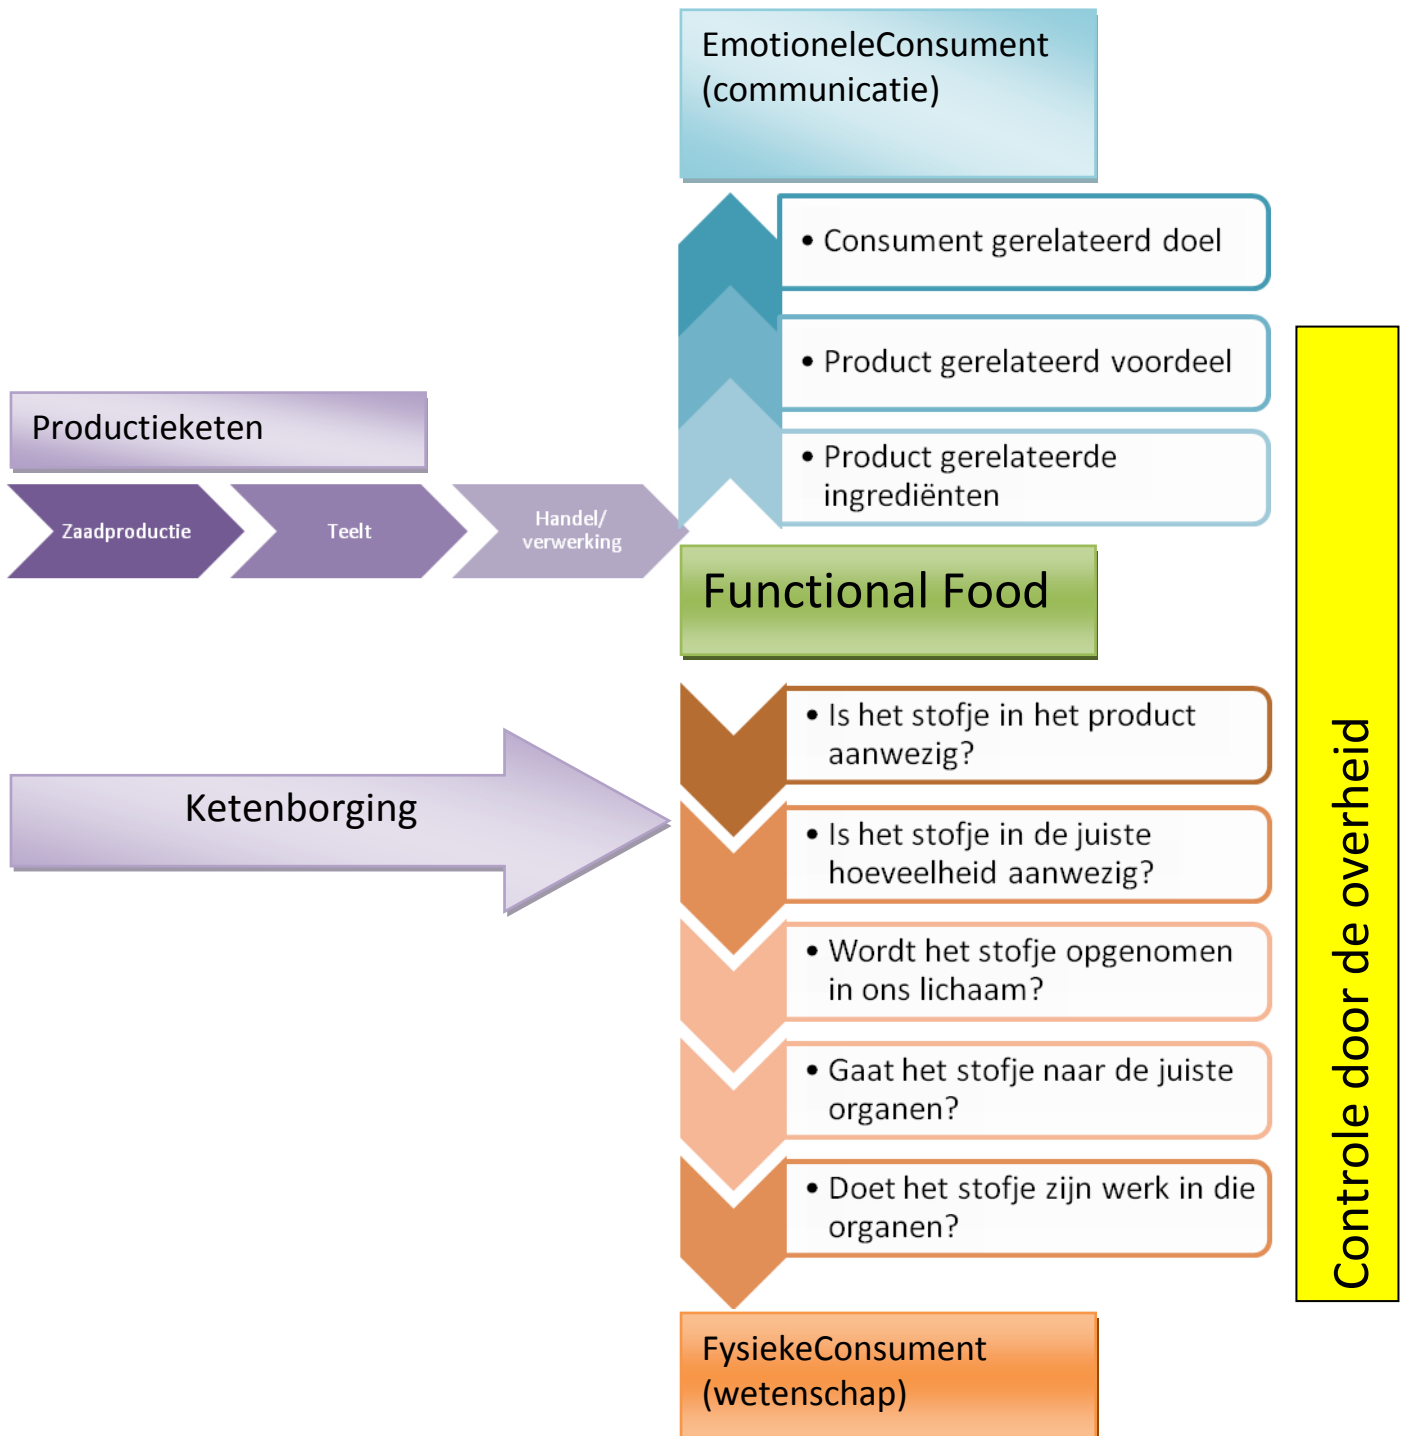 EmotioneleConsument
(communicatie)
• Consument gerelateerd doel
• Product gerelateerd voordeel
• Product gerelateerde
ingrediënten
Productieketen
Zaadproductie
Teelt
Handel/
verwerking
Functional Food
Ketenborging
• Is het stofje in het product
aanwezig?
• Is het stofje in de juiste
hoeveelheid aanwezig?
• Wordt het stofje opgenomen
in ons lichaam?
• Gaat het stofje naar de juiste
organen?
• Doet het stofje zijn werk in die
organen?
FysiekeConsument
(wetenschap)
Controle door de overheid